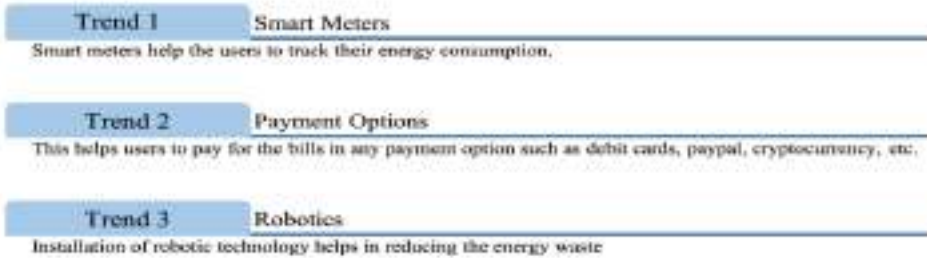 Trend 1 Smart Meters
Smart meters help the users to track their energy consumption.
Trend 2 Payment Options
This helps users to pay for the bills in any payment option such as debit cards, paypal, cryptocurrency, etc.
Trend 3 Robotics
Installation of robotic technology helps in reducing the energy waste